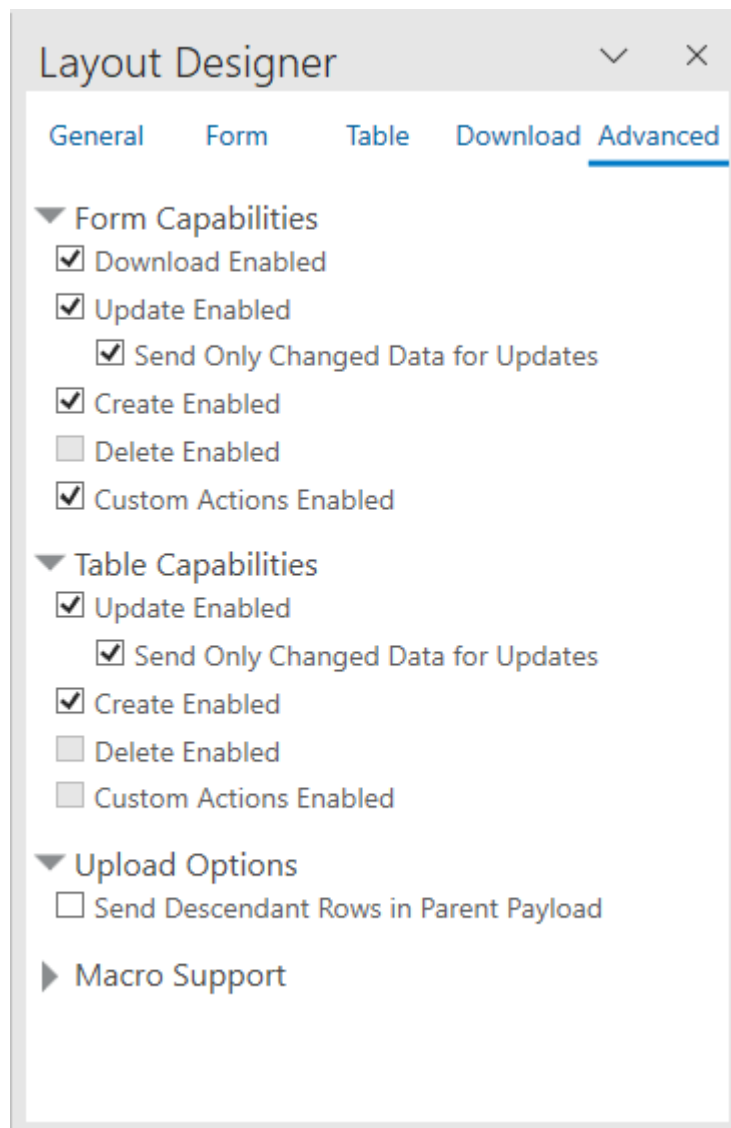 Layout Designer
General Form Table Download Advanced
Form Capabilities
Download Enabled
Update Enabled
Send Only Changed Data for Updates
Create Enabled
Delete Enabled
Custom Actions Enabled
Table Capabilities
Update Enabled
Send Only Changed Data for Updates
Create Enabled
Delete Enabled
Custom Actions Enabled
Upload Options
Send Descendant Rows in Parent Payload
Macro Support